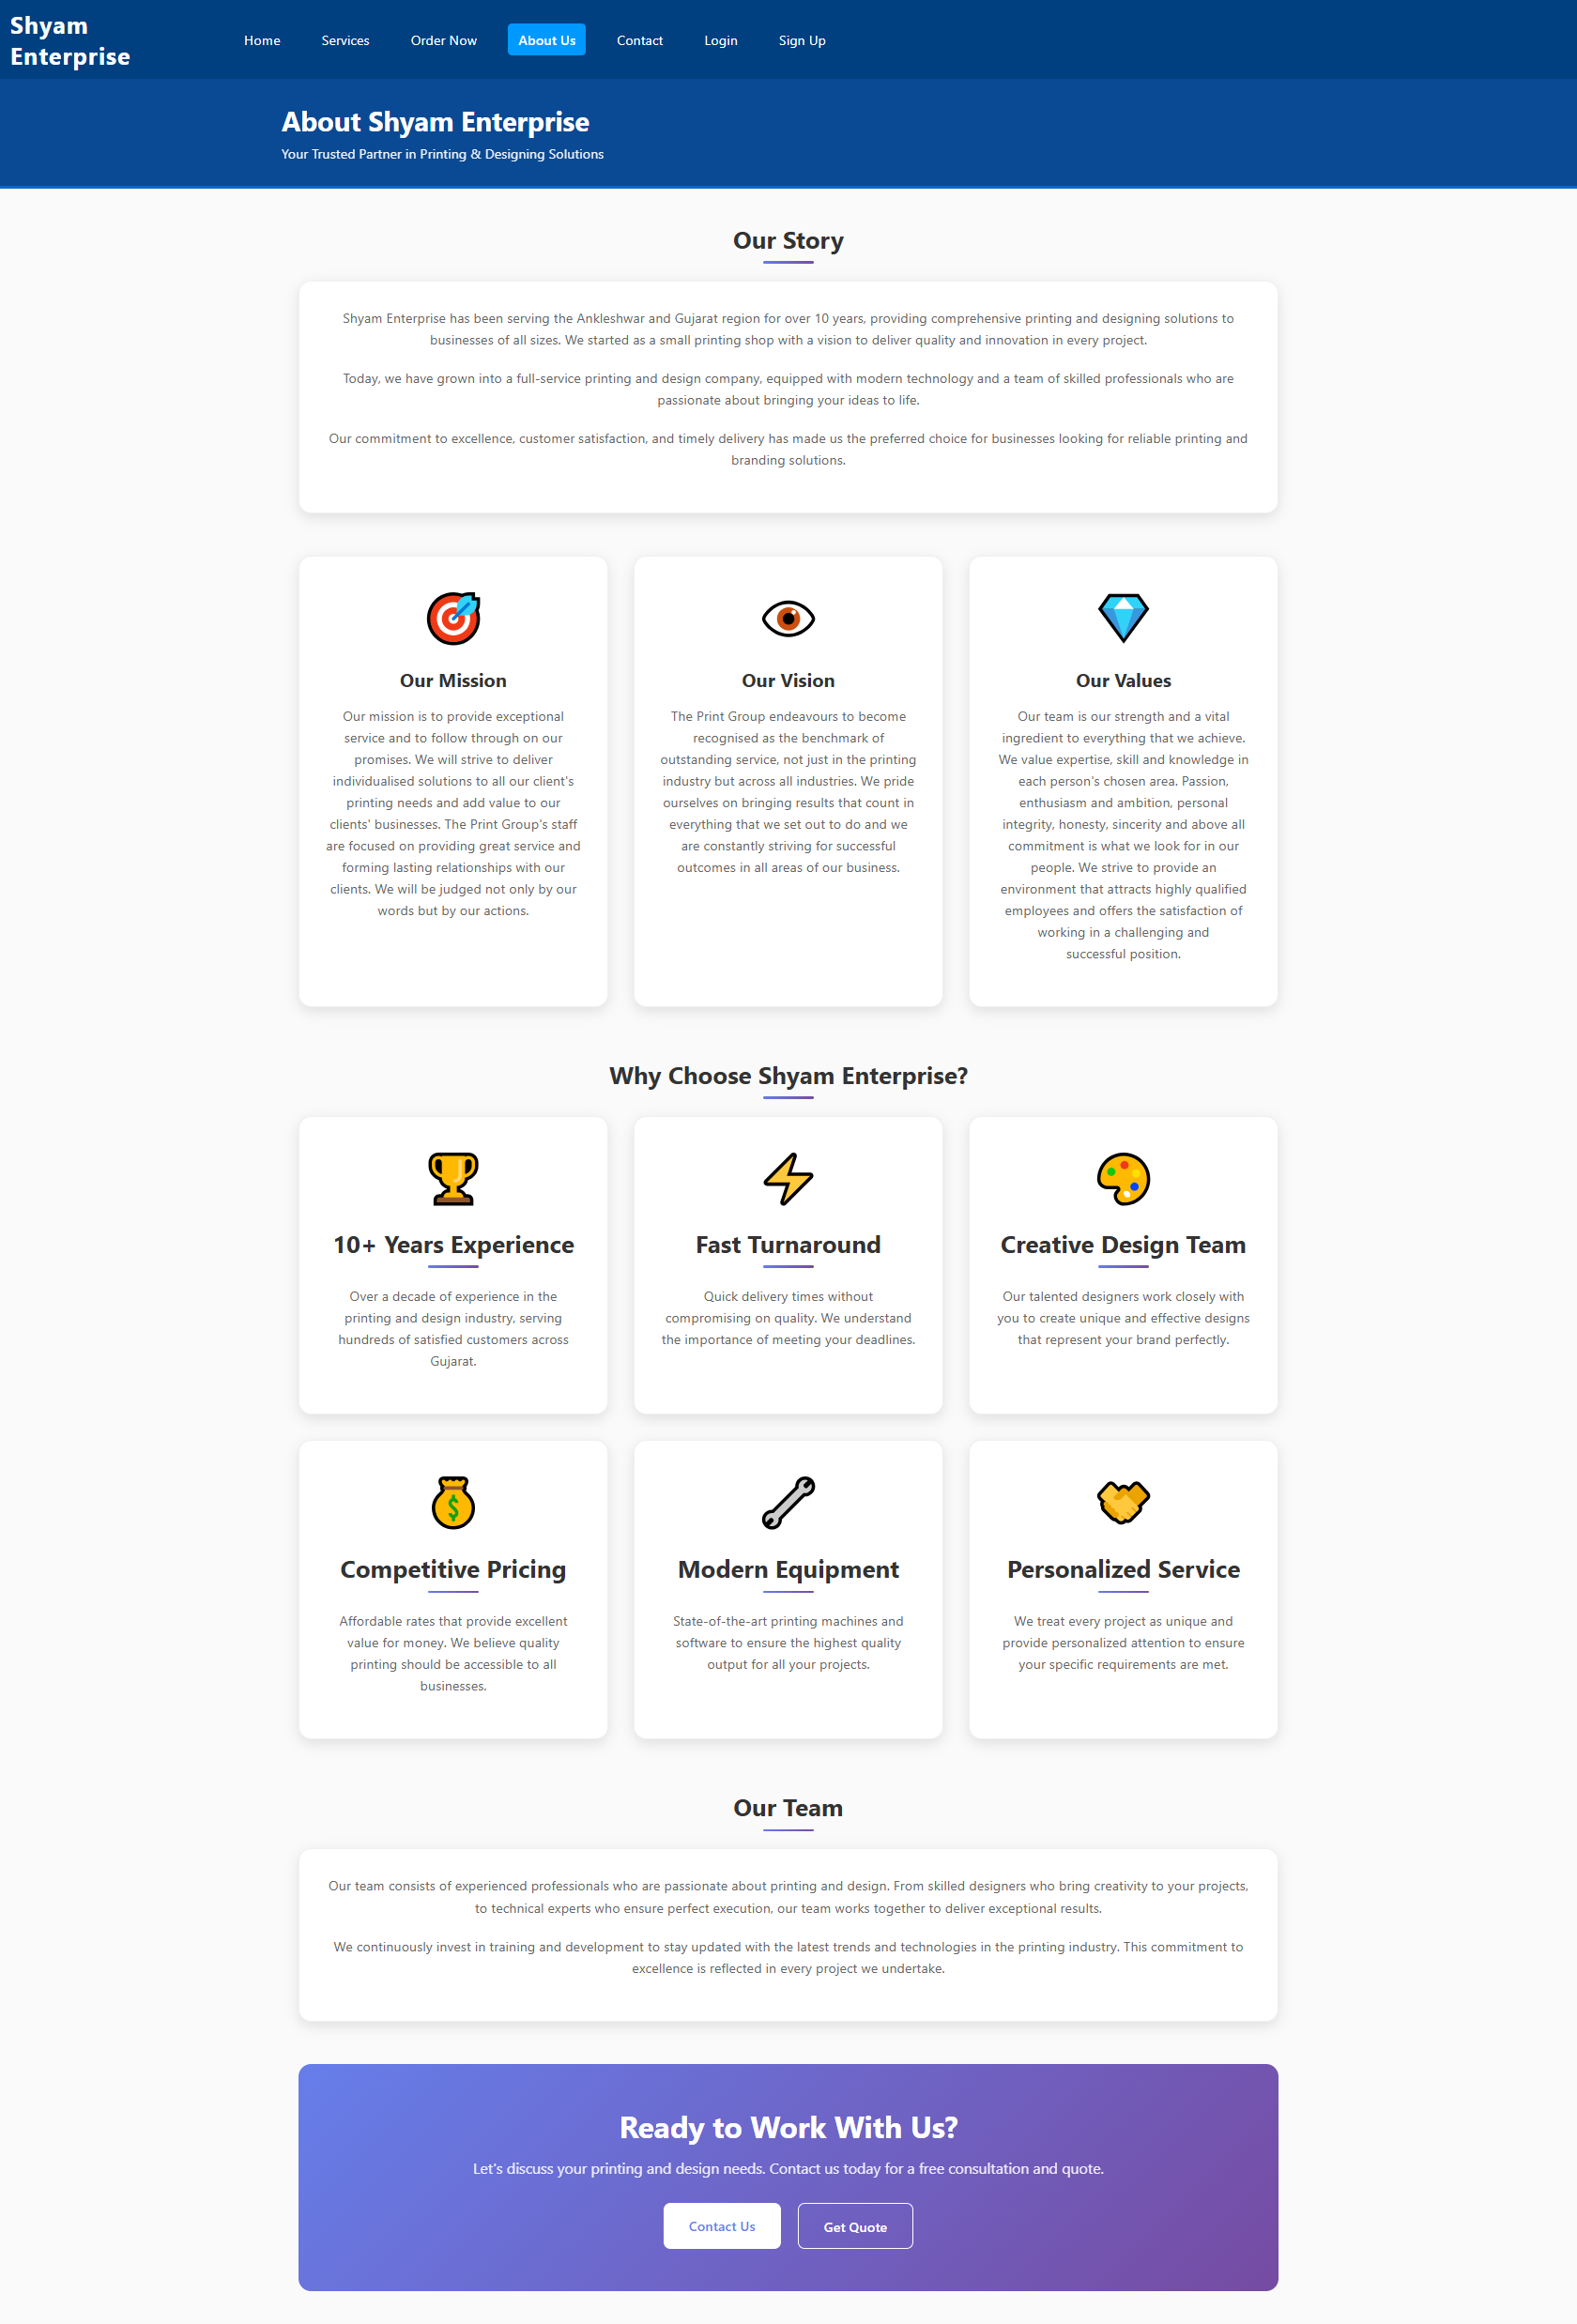 Shyam
Enterprise
Home
Services
Order Now
About Us
Contact
Login
Sign Up
About Shyam Enterprise
Your Trusted Partner in Printing & Designing Solutions
Our Story
Shyam Enterprise has been serving the Ankleshwar and Gujarat region for over 10 years, providing comprehensive printing and designing solutions to
businesses of all sizes. We started as a small printing shop with a vision to deliver quality and innovation in every project.
Today, we have grown into a full-service printing and design company, equipped with modern technology and a team of skilled professionals who are
passionate about bringing your ideas to life.
Our commitment to excellence, customer satisfaction, and timely delivery has made us the preferred choice for businesses looking for reliable printing and
branding solutions.
Our Mission
Our mission is to provide exceptional
service and to follow through on our
promises. We will strive to deliver
individualised solutions to all our client's
printing needs and add value to our
clients' businesses. The Print Group's staff
are focused on providing great service and
forming lasting relationships with our
clients. We will be judged not only by our
words but by our actions.
Our Vision
The Print Group endeavours to become
recognised as the benchmark of
outstanding service, not just in the printing
industry but across all industries. We pride
ourselves on bringing results that count in
everything that we set out to do and we
are constantly striving for successful
outcomes in all areas of our business.
Our Values
Our team is our strength and a vital
ingredient to everything that we achieve.
We value expertise, skill and knowledge in
each person's chosen area. Passion,
enthusiasm and ambition, personal
integrity, honesty, sincerity and above all
commitment is what we look for in our
people. We strive to provide an
environment that attracts highly qualified
employees and offers the satisfaction of
working in a challenging and
successful position.
Why Choose Shyam Enterprise?
10+ Years Experience
Over a decade of experience in the
printing and design industry, serving
hundreds of satisfied customers across
Gujarat.
Fast Turnaround
Quick delivery times without
compromising on quality. We understand
the importance of meeting your deadlines.
Creative Design Team
Our talented designers work closely with
you to create unique and effective designs
that represent your brand perfectly.
Competitive Pricing
Affordable rates that provide excellent
value for money. We believe quality
printing should be accessible to all
businesses.
Modern Equipment
State-of-the-art printing machines and
software to ensure the highest quality
output for all your projects.
Personalized Service
We treat every project as unique and
provide personalized attention to ensure
your specific requirements are met.
Our Team
Our team consists of experienced professionals who are passionate about printing and design. From skilled designers who bring creativity to your projects,
to technical experts who ensure perfect execution, our team works together to deliver exceptional results.
We continuously invest in training and development to stay updated with the latest trends and technologies in the printing industry. This commitment to
excellence is reflected in every project we undertake.
Ready to Work With Us?
Let's discuss your printing and design needs. Contact us today for a free consultation and quote.
Contact Us
Get Quote